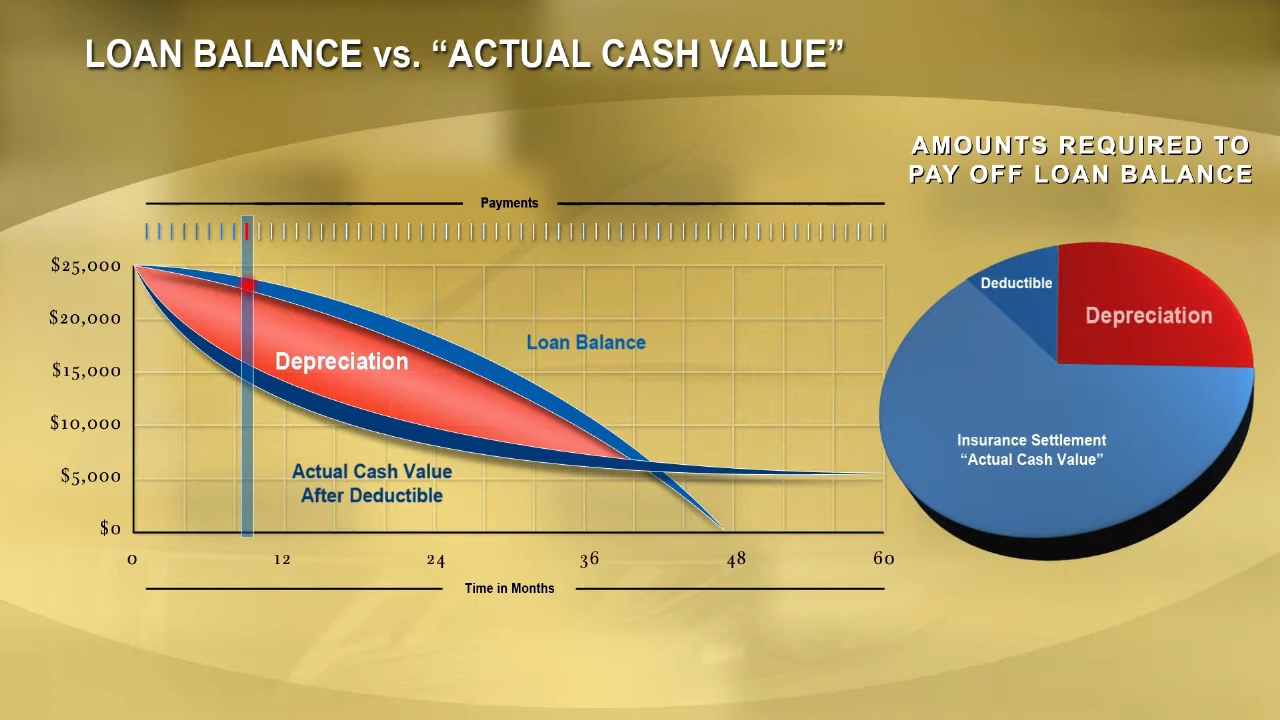 LOAN BALANCE vs. “ACTUAL CASH VALUE”
AMOUNTS REQUIRED TO
PAY OFF LOAN BALANCE
Payments
$25,000
$20,000
$15,000
$10,000
$5,000
$0
Depreciation
Loan Balance
Actual Cash Value
After Deductible
0 12 24 36 48 60
Time in Months
Deductible
Depreciation
Insurance Settlement
“Actual Cash Value”